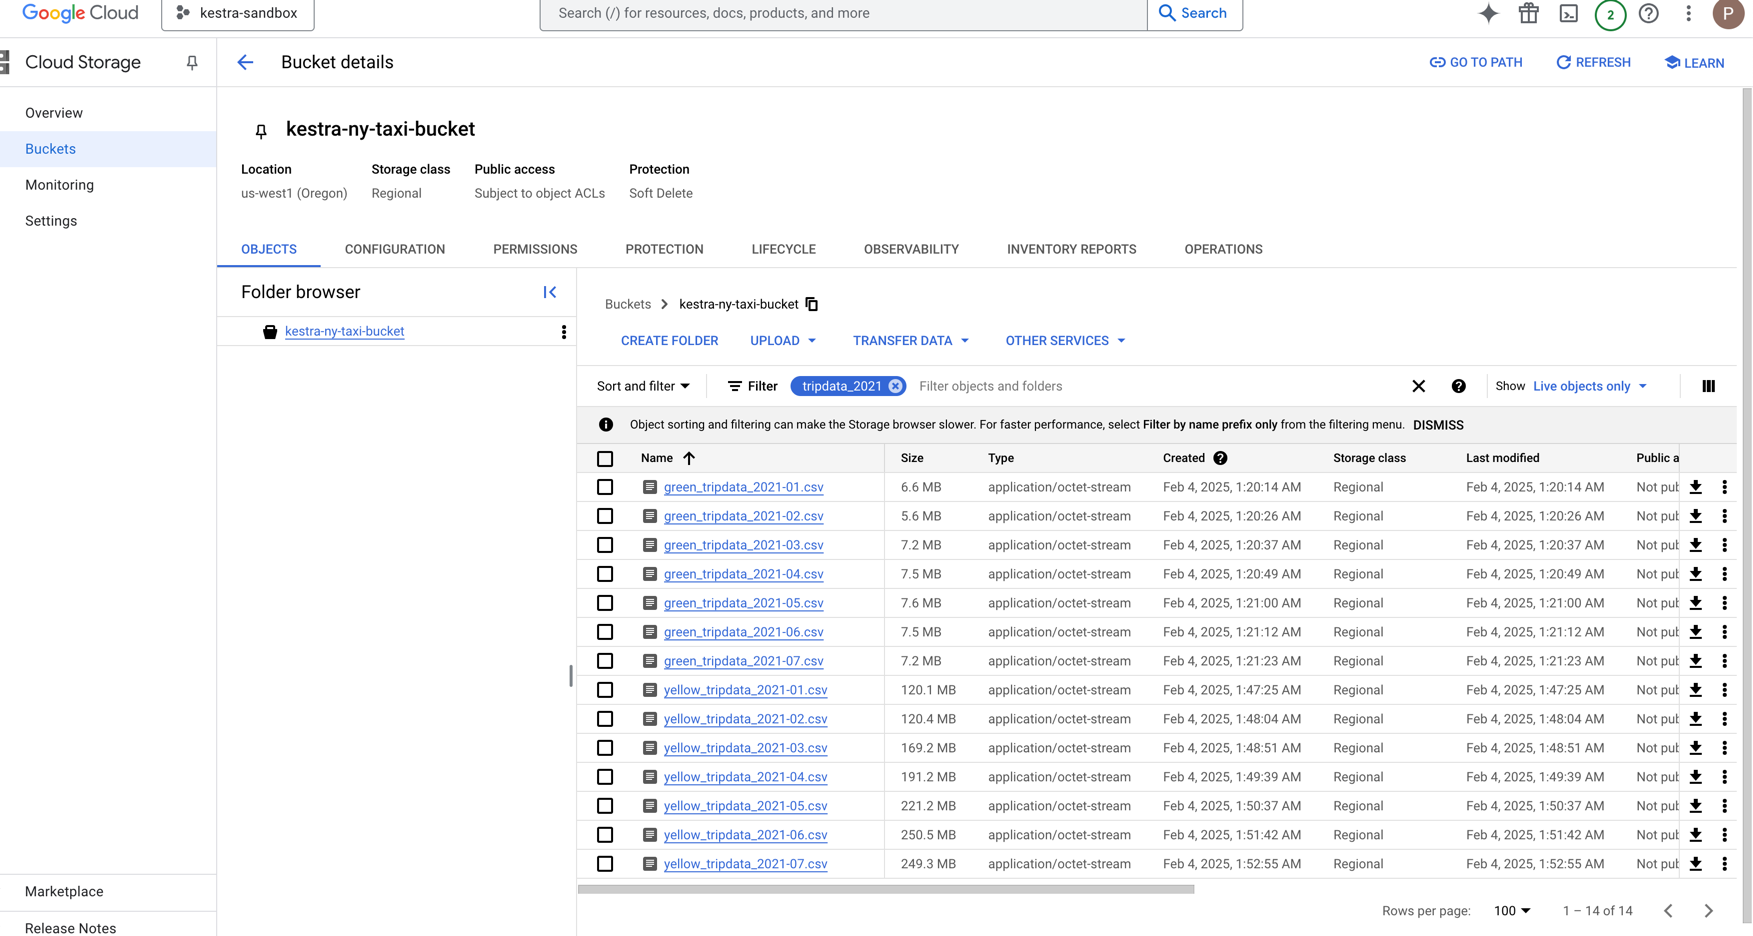 Google Cloud
kestra-sandbox
Search (/) for resources, docs, products, and more
Search
2
P
Cloud Storage
Bucket details
GO TO PATH
REFRESH
LEARN
Overview
Buckets
Monitoring
Settings
Marketplace
Release Notes
kestra-ny-taxi-bucket
Location Storage class Public access Protection
us-west1 (Oregon) Regional Subject to object ACLs Soft Delete
OBJECTS CONFIGURATION PERMISSIONS PROTECTION LIFECYCLE OBSERVABILITY INVENTORY REPORTS OPERATIONS
Folder browser
kestra-ny-taxi-bucket
Buckets kestra-ny-taxi-bucket
CREATE FOLDER UPLOAD TRANSFER DATA OTHER SERVICES
Sort and filter Filter tripdata_2021 Filter objects and folders Show Live objects only
Object sorting and filtering can make the Storage browser slower. For faster performance, select Filter by name prefix only from the filtering menu. DISMISS
Name Size Type Created Storage class Last modified Public a
green_tripdata_2021-01.csv 6.6 MB application/octet-stream Feb 4, 2025, 1:20:14 AM Regional Feb 4, 2025, 1:20:14 AM Not pub
green_tripdata_2021-02.csv 5.6 MB application/octet-stream Feb 4, 2025, 1:20:26 AM Regional Feb 4, 2025, 1:20:26 AM Not pub
green_tripdata_2021-03.csv 7.2 MB application/octet-stream Feb 4, 2025, 1:20:37 AM Regional Feb 4, 2025, 1:20:37 AM Not pub
green_tripdata_2021-04.csv 7.5 MB application/octet-stream Feb 4, 2025, 1:20:49 AM Regional Feb 4, 2025, 1:20:49 AM Not pub
green_tripdata_2021-05.csv 7.6 MB application/octet-stream Feb 4, 2025, 1:21:00 AM Regional Feb 4, 2025, 1:21:00 AM Not pub
green_tripdata_2021-06.csv 7.5 MB application/octet-stream Feb 4, 2025, 1:21:12 AM Regional Feb 4, 2025, 1:21:12 AM Not pub
green_tripdata_2021-07.csv 7.2 MB application/octet-stream Feb 4, 2025, 1:21:23 AM Regional Feb 4, 2025, 1:21:23 AM Not pub
yellow_tripdata_2021-01.csv 120.1 MB application/octet-stream Feb 4, 2025, 1:47:25 AM Regional Feb 4, 2025, 1:47:25 AM Not pub
yellow_tripdata_2021-02.csv 120.4 MB application/octet-stream Feb 4, 2025, 1:48:04 AM Regional Feb 4, 2025, 1:48:04 AM Not pub
yellow_tripdata_2021-03.csv 169.2 MB application/octet-stream Feb 4, 2025, 1:48:51 AM Regional Feb 4, 2025, 1:48:51 AM Not pub
yellow_tripdata_2021-04.csv 191.2 MB application/octet-stream Feb 4, 2025, 1:49:39 AM Regional Feb 4, 2025, 1:49:39 AM Not pub
yellow_tripdata_2021-05.csv 221.2 MB application/octet-stream Feb 4, 2025, 1:50:37 AM Regional Feb 4, 2025, 1:50:37 AM Not pub
yellow_tripdata_2021-06.csv 250.5 MB application/octet-stream Feb 4, 2025, 1:51:42 AM Regional Feb 4, 2025, 1:51:42 AM Not pub
yellow_tripdata_2021-07.csv 249.3 MB application/octet-stream Feb 4, 2025, 1:52:55 AM Regional Feb 4, 2025, 1:52:55 AM Not pub
Rows per page: 100 1 – 14 of 14